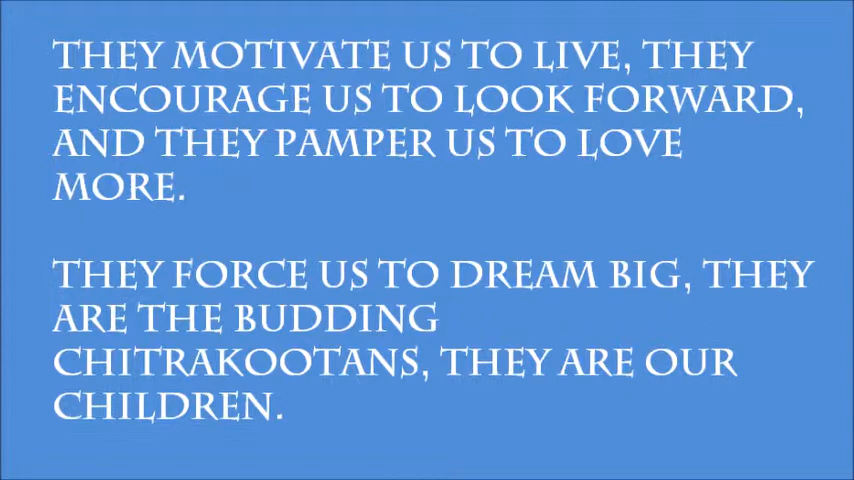 THEY MOTIVATE US TO LIVE, THEY
ENCOURAGE US TO LOOK FORWARD,
AND THEY PAMPER US TO LOVE
MORE.
THEY FORCE US TO DREAM BIG, THEY
ARE THE BUDDING
CHITRAKOOTANS, THEY ARE OUR
CHILDREN.